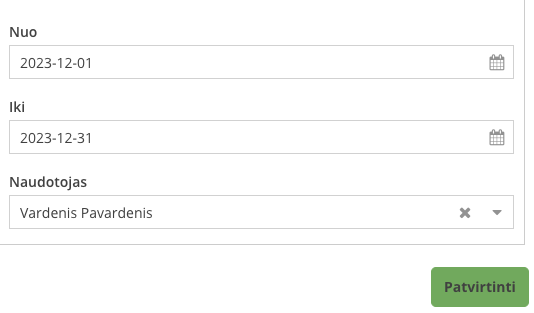 Nuo
2023-12-01
Iki
2023-12-31
Naudotojas
Vardenis Pavardenis
Patvirtinti